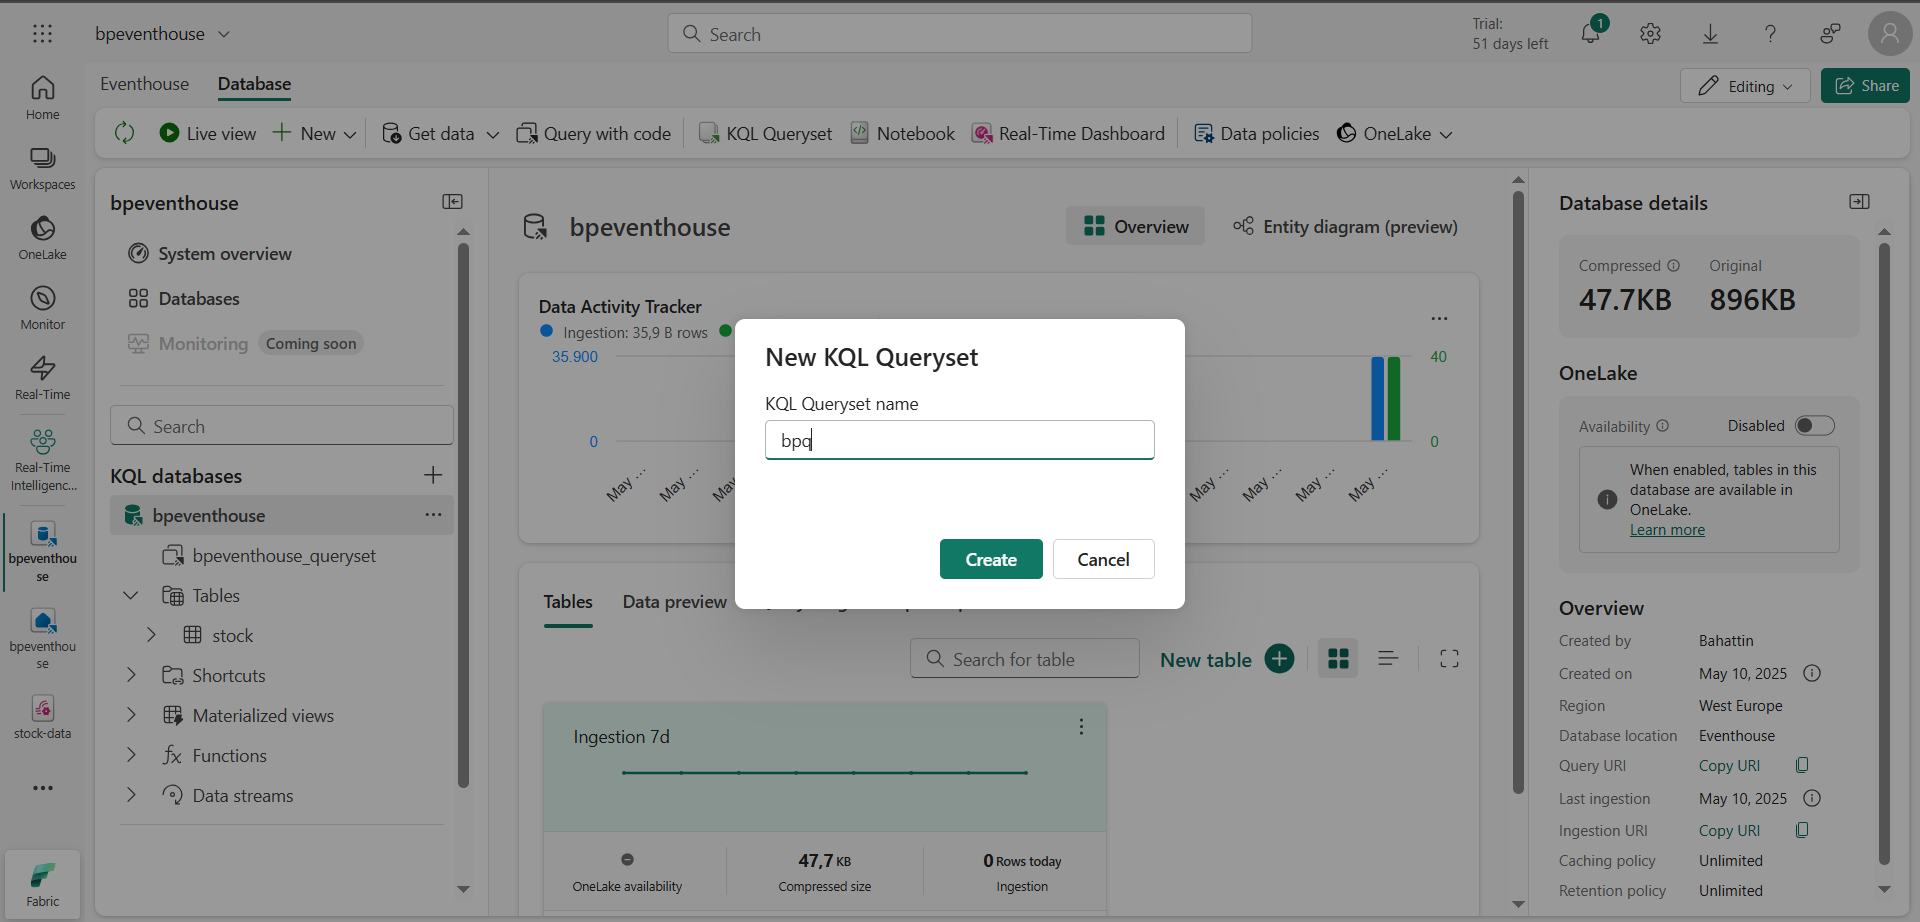 bpeventhouse
Search
Trial:
51 days left
1
Eventhouse
Database
Editing
Share
Live view
New
Get data
Query with code
KQL Queryset
Notebook
Real-Time Dashboard
Data policies
OneLake
Home
Workspaces
OneLake
Monitor
Real-Time
Real-Time
Intelligenc...
bpeventhou
se
bpeventhou
se
stock-data
Fabric
bpeventhouse
System overview
Databases
Monitoring
Coming soon
Search
KQL databases
bpeventhouse
bpeventhouse_queryset
Tables
stock
Shortcuts
Materialized views
Functions
Data streams
bpeventhouse
Overview
Entity diagram (preview)
Data Activity Tracker
Ingestion: 35,9 B rows
35.900
40
0
0
May ...
May ...
May
May ...
May ...
May ...
May ...
New KQL Queryset
KQL Queryset name
bpq
Create
Cancel
Tables
Data preview
Search for table
New table
Ingestion 7d
OneLake availability
47,7 KB
Compressed size
0 Rows today
Ingestion
Database details
Compressed
Original
47.7KB
896KB
OneLake
Availability
Disabled
When enabled, tables in this
database are available in
OneLake.
Learn more
Overview
Created by
Bahattin
Created on
May 10, 2025
Region
West Europe
Database location
Eventhouse
Query URI
Copy URI
Last ingestion
May 10, 2025
Ingestion URI
Copy URI
Caching policy
Unlimited
Retention policy
Unlimited